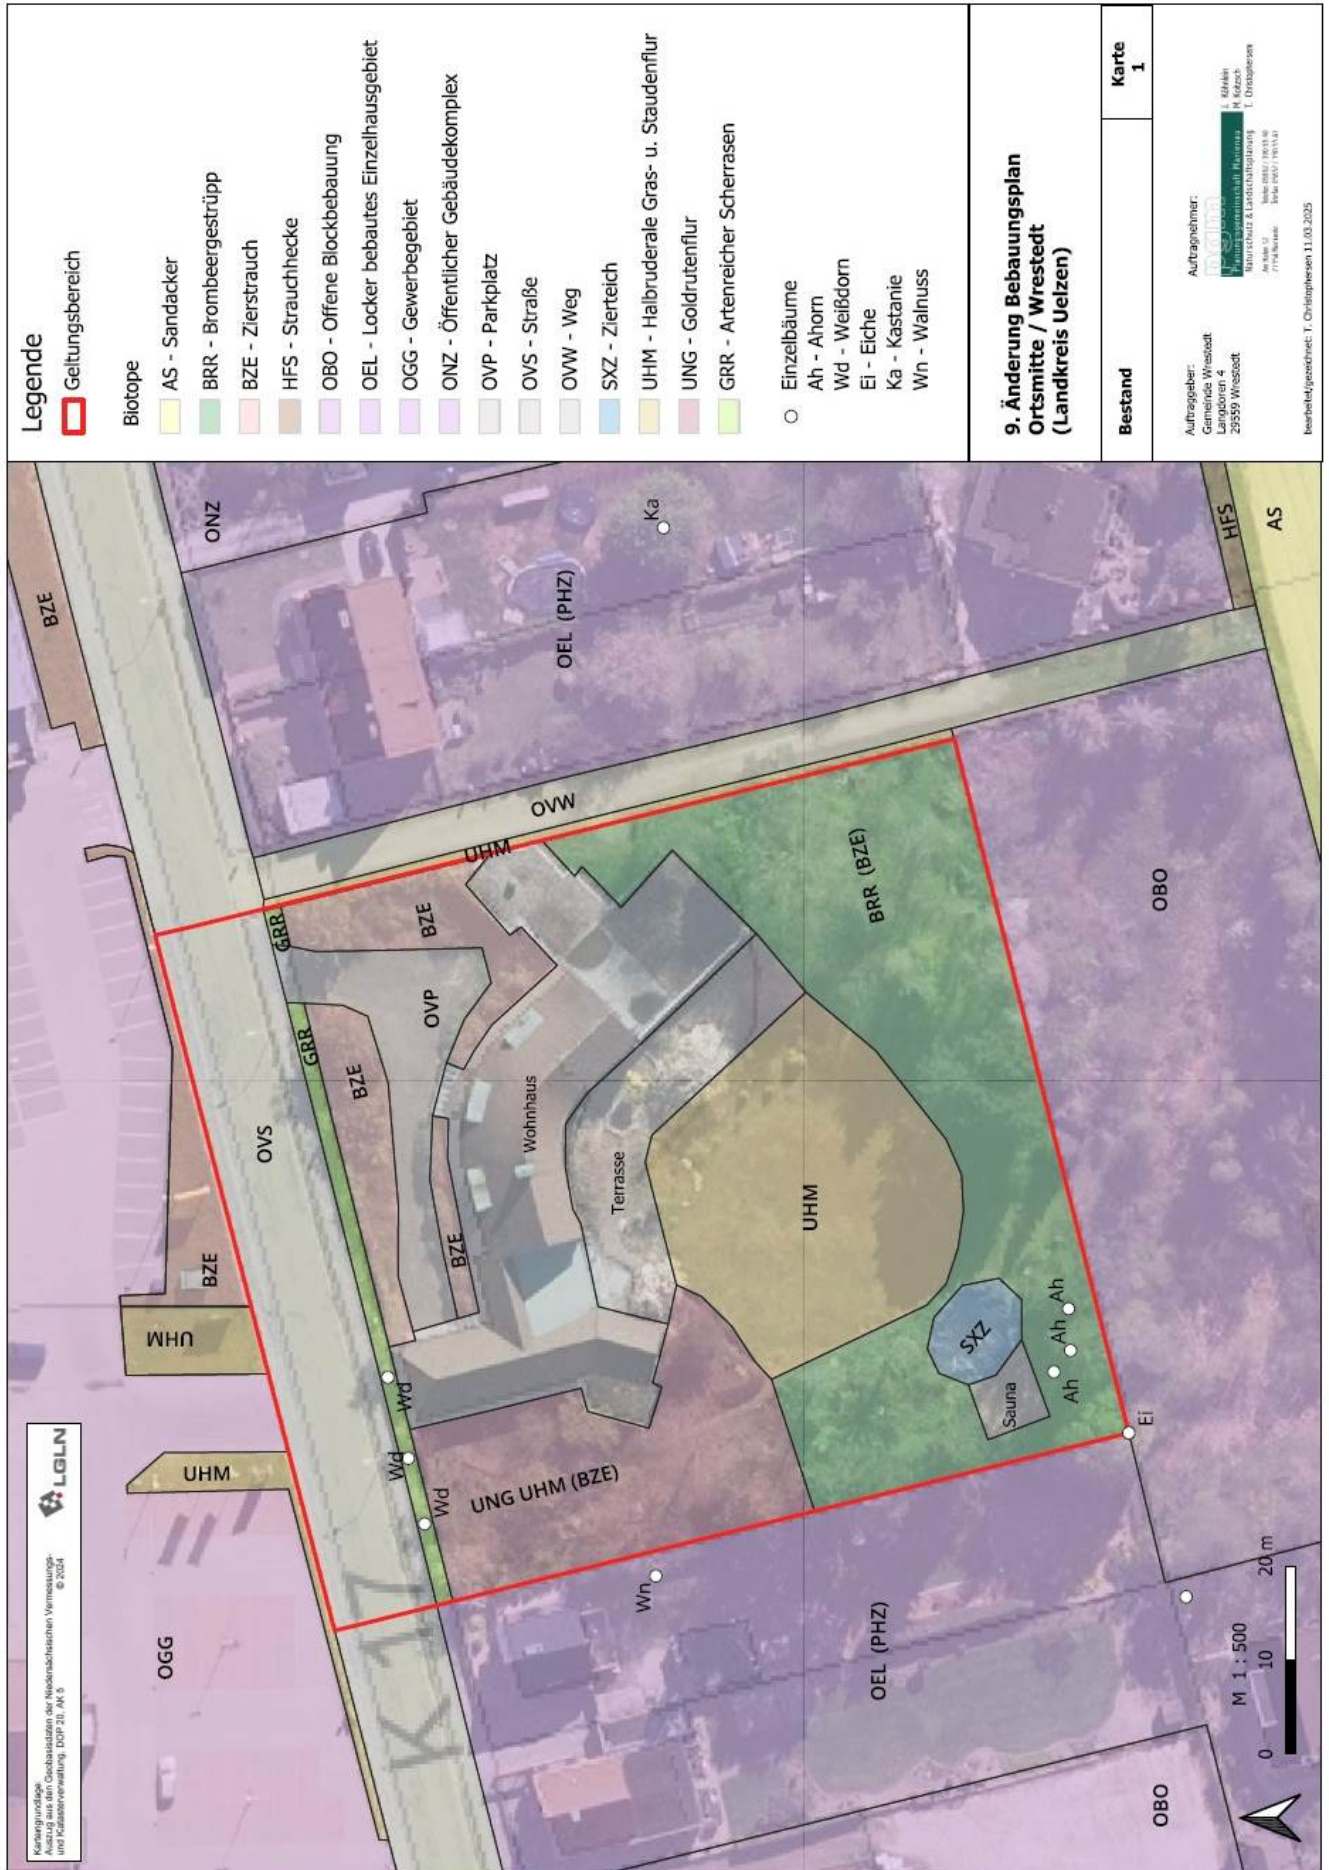 Kartengrundlage:
Auszug aus den Geobasisdaten der Niedersächsischen Vermessungs-
und Katasterverwaltung, DOP 20, AK 5
© 2024
LGLN
OGG
UHM
UHM
BZE
BZE
K 17
OVS
ONZ
Wd
Wd
Wd
GRR
GRR
BZE
BZE
BZE
OVP
UHM
OVW
OEL (PHZ)
Ka
Wn
UNG UHM (BZE)
Wohnhaus
Terrasse
UHM
BRR (BZE)
SXZ
Sauna
Ah
Ah
Ah
Ei
OEL (PHZ)
OBO
OBO
HFS
AS
M 1 : 500
0 10 20 m
Legende
Geltungsbereich
Biotope
AS - Sandacker
BRR - Brombeergestrüpp
BZE - Zierstrauch
HFS - Strauchhecke
OBO - Offene Blockbebauung
OEL - Locker bebautes Einzelhausgebiet
OGG - Gewerbegebiet
ONZ - Öffentlicher Gebäudekomplex
OVP - Parkplatz
OVS - Straße
OVW - Weg
SXZ - Zierteich
UHM - Halbruderale Gras- u. Staudenflur
UNG - Goldrutenflur
GRR - Artenreicher Scherrasen
Einzelbäume
Ah - Ahorn
Wd - Weißdorn
Ei - Eiche
Ka - Kastanie
Wn - Walnuss
9. Änderung Bebauungsplan
Ortsmitte / Wrestedt
(Landkreis Uelzen)
Bestand
Karte
1
Auftraggeber:
Gemeinde Wrestedt
Langdoren 4
29559 Wrestedt
Auftragnehmer:
pgm
Planungsgemeinschaft Marienau
Naturschutz & Landschaftsplanung
J. Köhnlein
M. Koitzsch
T. Christophersen
bearbeitet/gezeichnet: T. Christophersen 11.03.2025